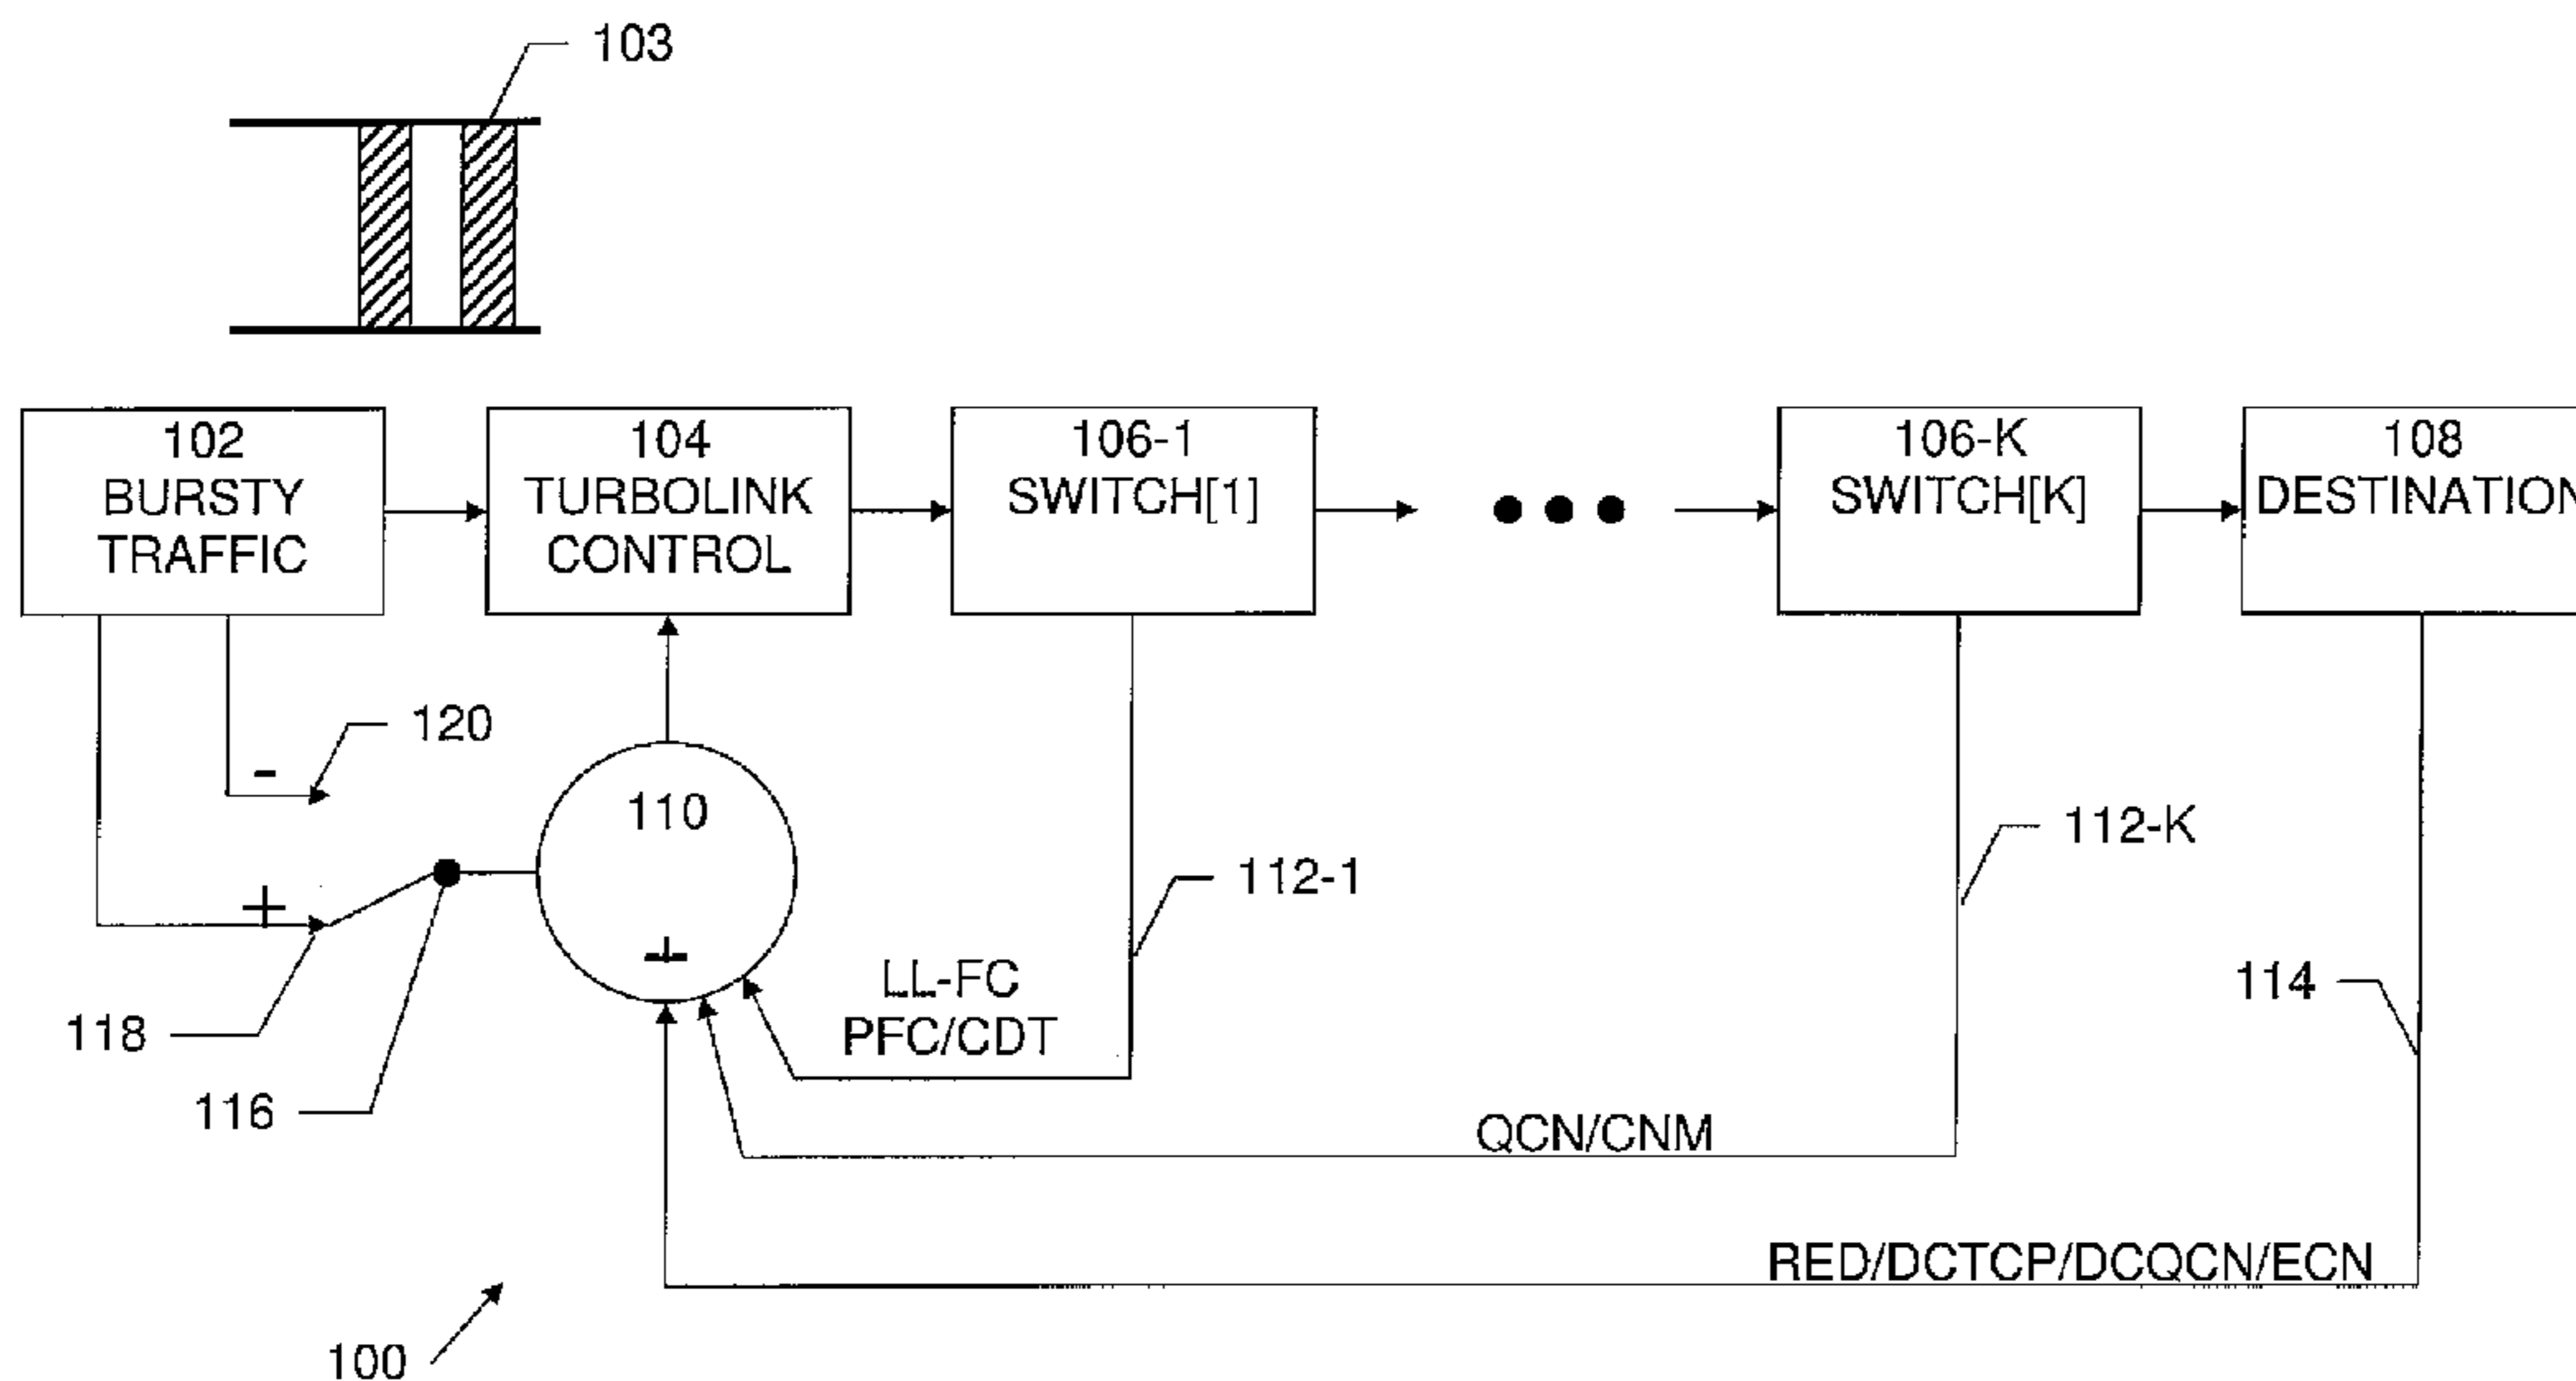 103
102
BURSTY
TRAFFIC
104
TURBOLINK
CONTROL
106-1
SWITCH[1]
106-K
SWITCH[K]
108
DESTINATION
120
-
110
+
112-1
112-K
118
116
LL-FC
PFC/CDT
114
QCN/CNM
RED/DCTCP/DCQCN/ECN
100